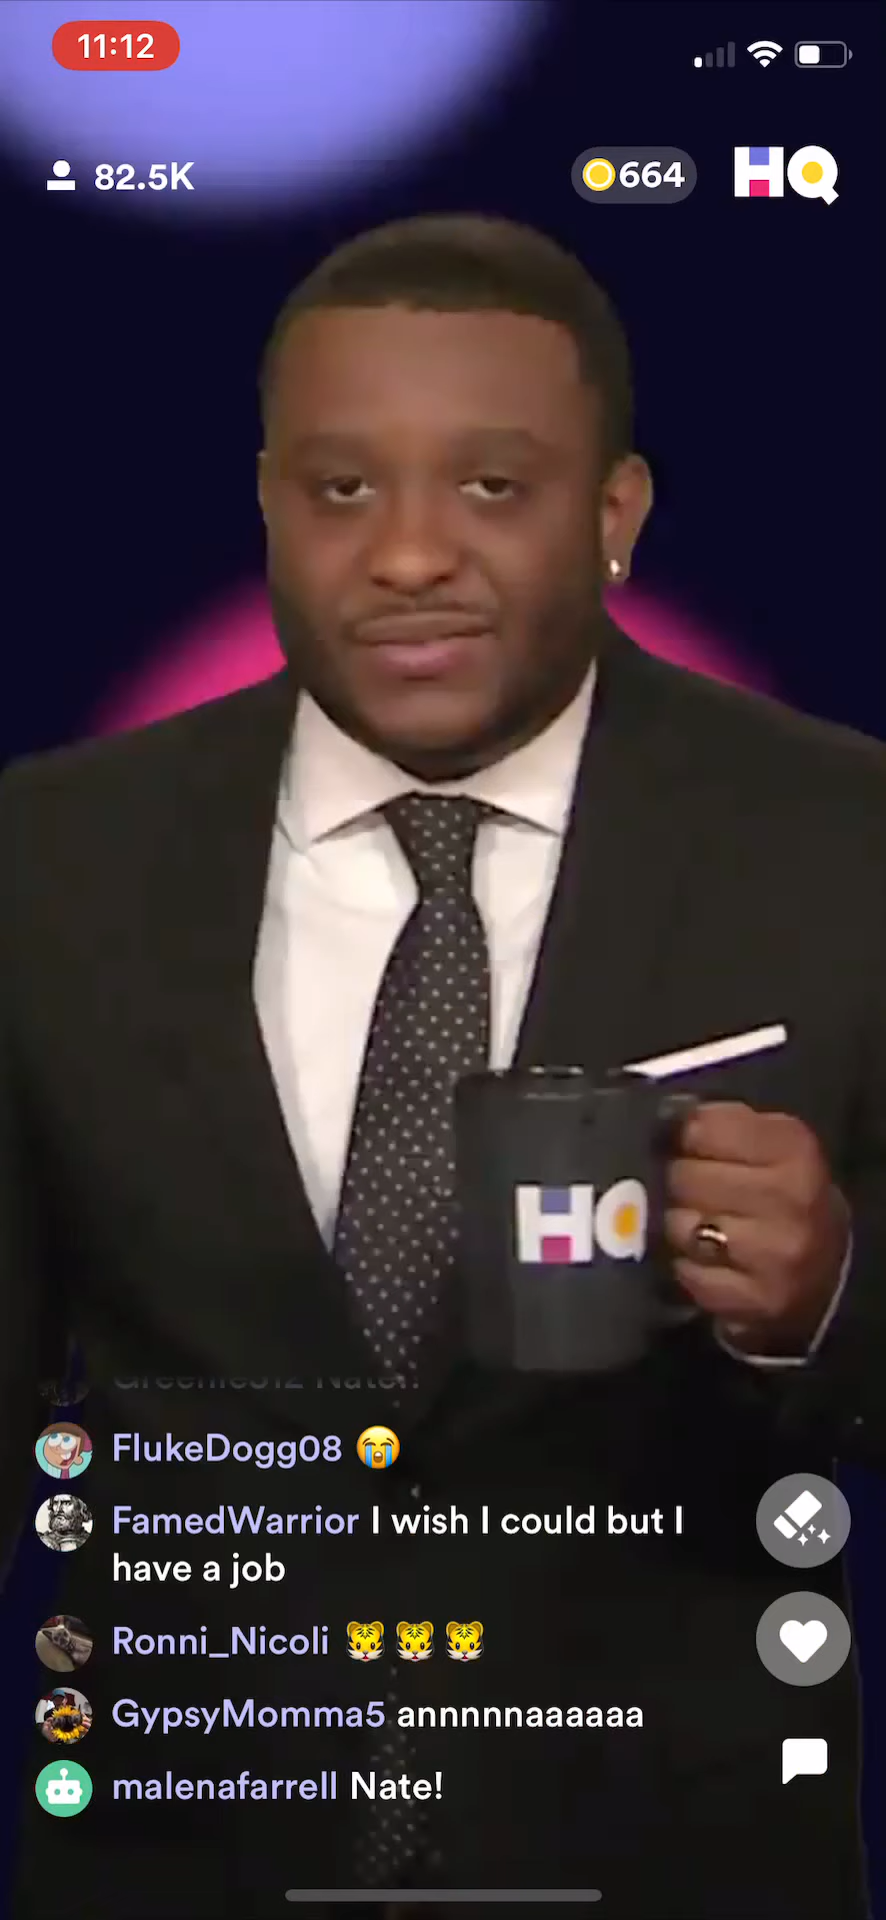 11:12
82.5K
664
HQ
HQ
FlukeDogg08 😭
FamedWarrior I wish I could but I
have a job
Ronni_Nicoli 🐯 🐯 🐯
GypsyMomma5 annnnnaaaaaa
malenafarrell Nate!